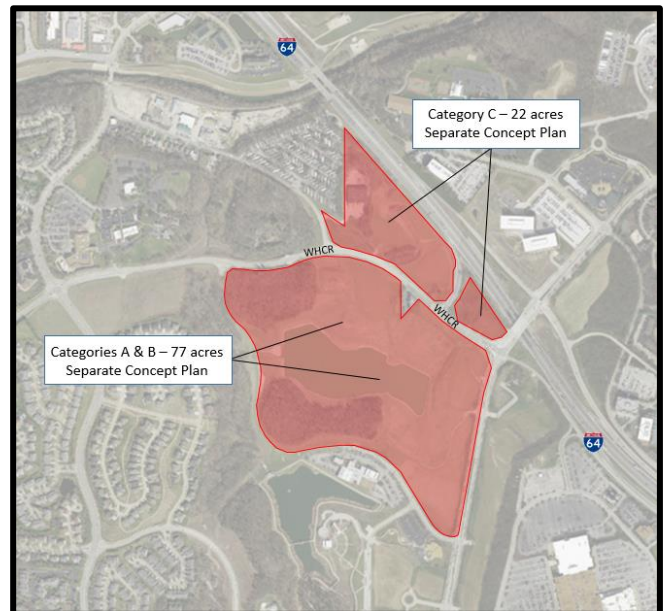 64
Category C – 22 acres
Separate Concept Plan
WHCR
WHCR
Categories A & B – 77 acres
Separate Concept Plan
64